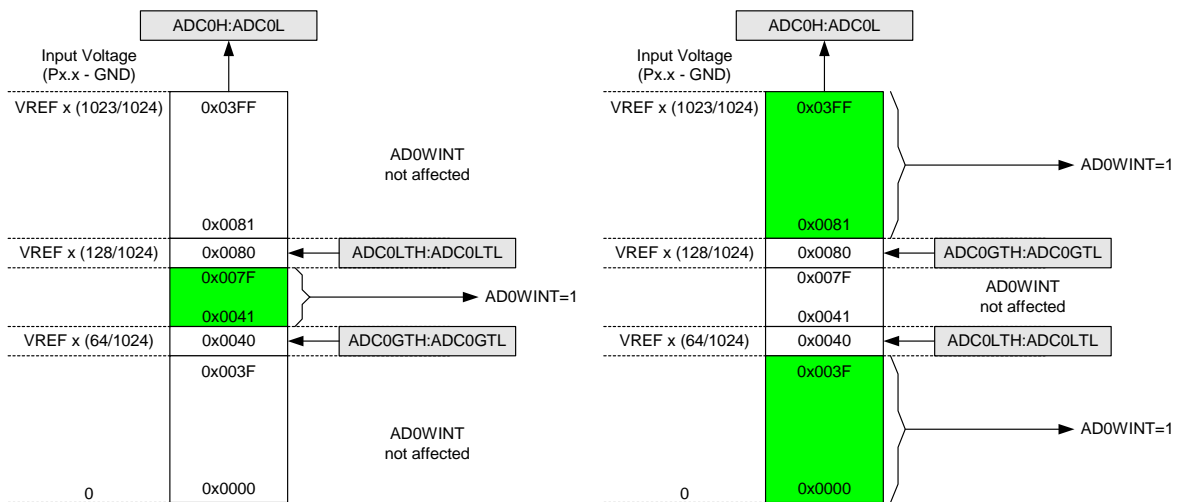 ADC0H:ADC0L
Input Voltage
(Px.x - GND)
VREF x (1023/1024)
0x03FF
AD0WINT
not affected
0x0081
VREF x (128/1024)
0x0080
ADC0LTH:ADC0LTL
0x007F
AD0WINT=1
0x0041
VREF x (64/1024)
0x0040
ADC0GTH:ADC0GTL
0x003F
AD0WINT
not affected
0
0x0000
ADC0H:ADC0L
Input Voltage
(Px.x - GND)
VREF x (1023/1024)
0x03FF
AD0WINT=1
0x0081
VREF x (128/1024)
0x0080
ADC0GTH:ADC0GTL
0x007F
AD0WINT
not affected
0x0041
VREF x (64/1024)
0x0040
ADC0LTH:ADC0LTL
0x003F
AD0WINT=1
0
0x0000